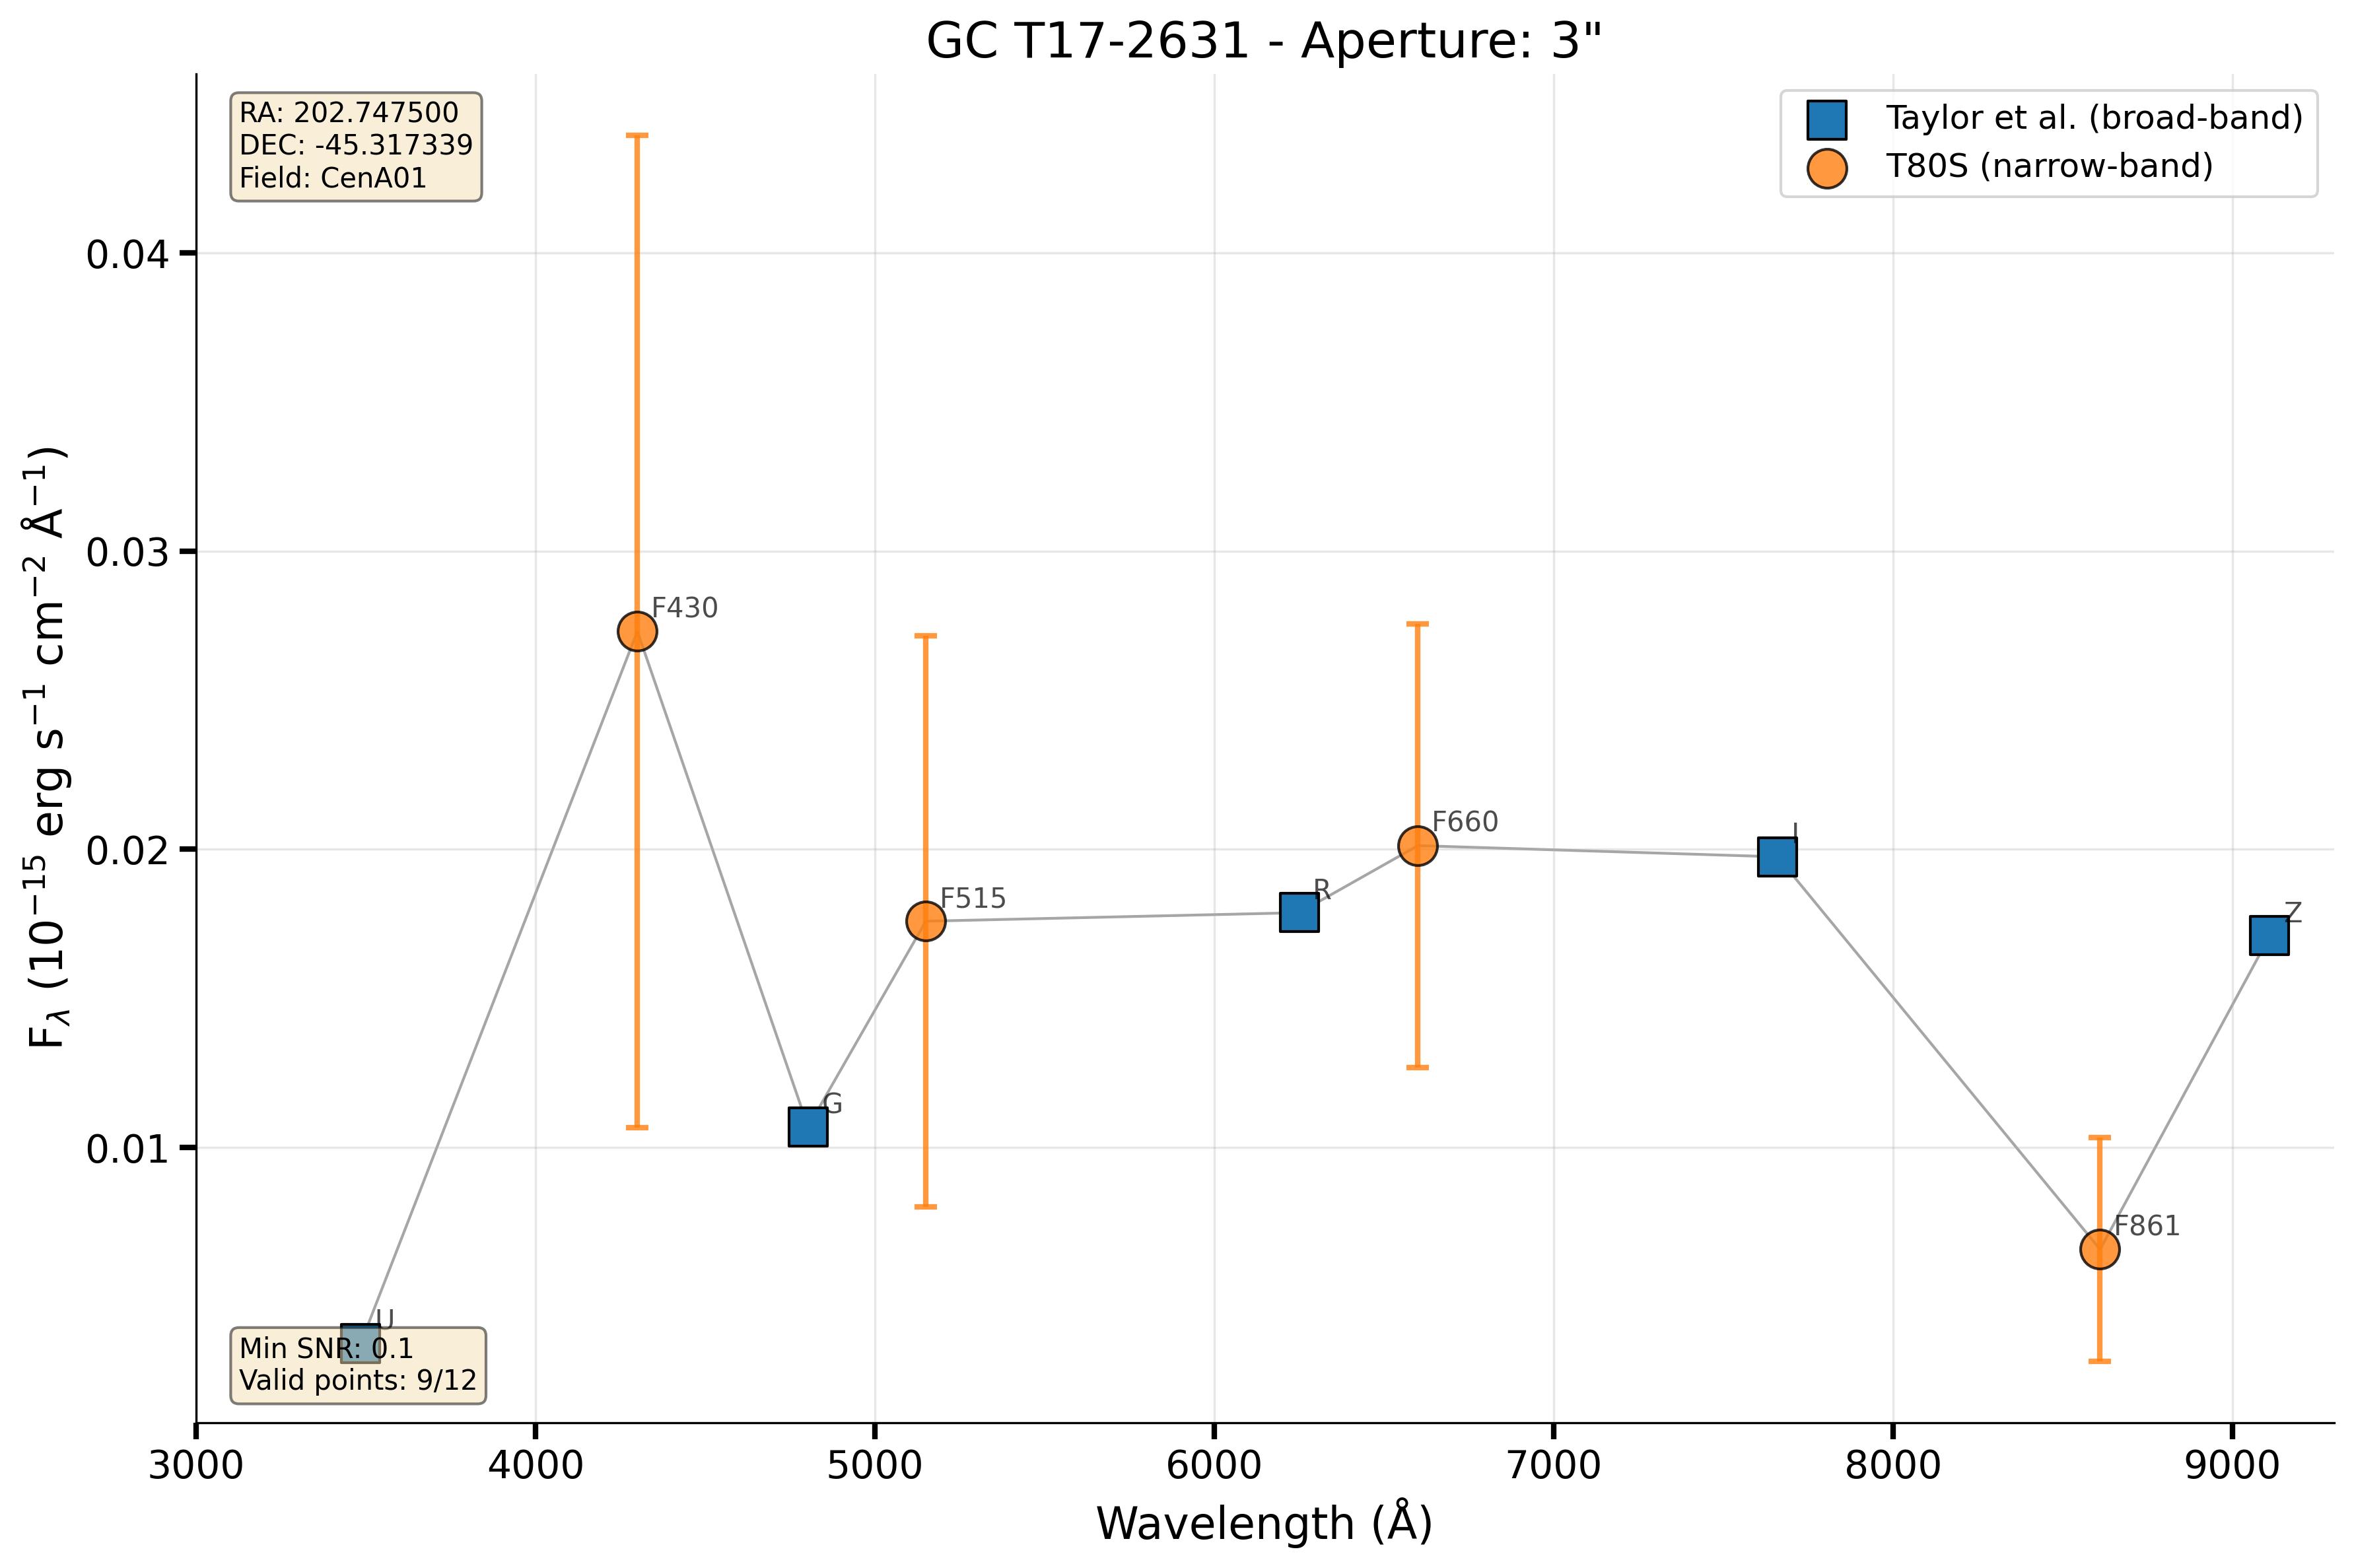 GC T17-2631 - Aperture: 3"
RA: 202.747500
DEC: -45.317339
Field: CenA01
Taylor et al. (broad-band)
T80S (narrow-band)
0.04
0.03
0.02
0.01
F430
F515
F660
I
R
Z
G
F861
U
Min SNR: 0.1
Valid points: 9/12
3000 4000 5000 6000 7000 8000 9000
Wavelength (Å)
F_λ (10⁻¹⁵ erg s⁻¹ cm⁻² Å⁻¹)